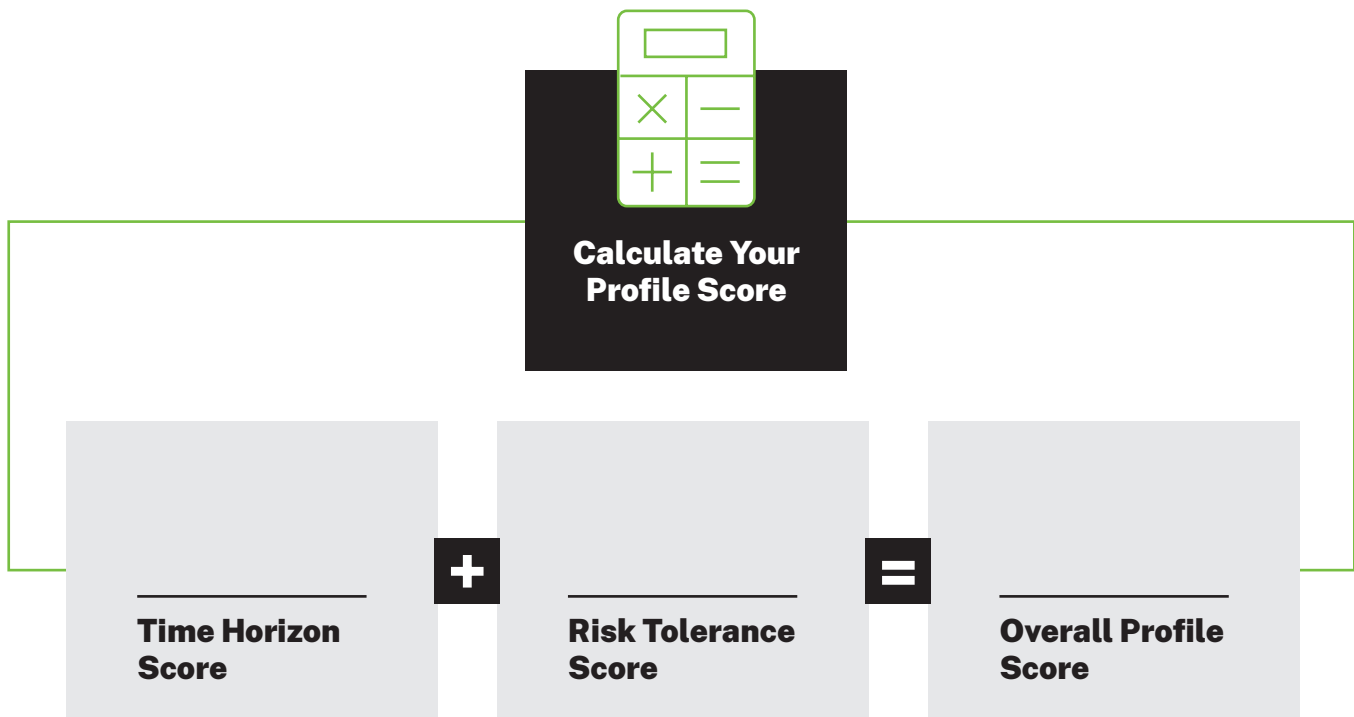 Calculate Your
Profile Score
Time Horizon
Score
+
Risk Tolerance
Score
=
Overall Profile
Score